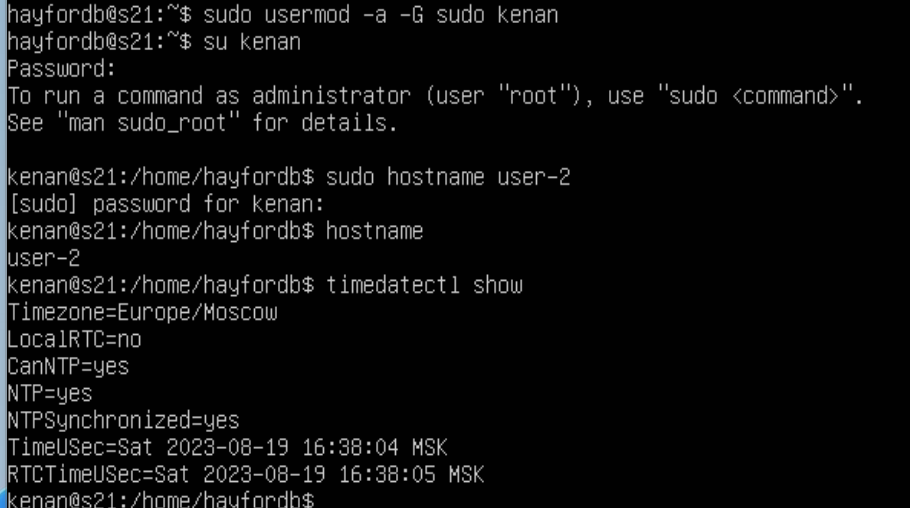 hayfordb@s21:~$ sudo usermod -a -G sudo kenan
hayfordb@s21:~$ su kenan
Password:
To run a command as administrator (user "root"), use "sudo <command>".
See "man sudo_root" for details.

kenan@s21:/home/hayfordb$ sudo hostname user-2
[sudo] password for kenan:
kenan@s21:/home/hayfordb$ hostname
user-2
kenan@s21:/home/hayfordb$ timedatectl show
Timezone=Europe/Moscow
LocalRTC=no
CanNTP=yes
NTP=yes
NTPSynchronized=yes
TimeUSec=Sat 2023-08-19 16:38:04 MSK
RTCTimeUSec=Sat 2023-08-19 16:38:05 MSK
kenan@s21:/home/hayfordb$